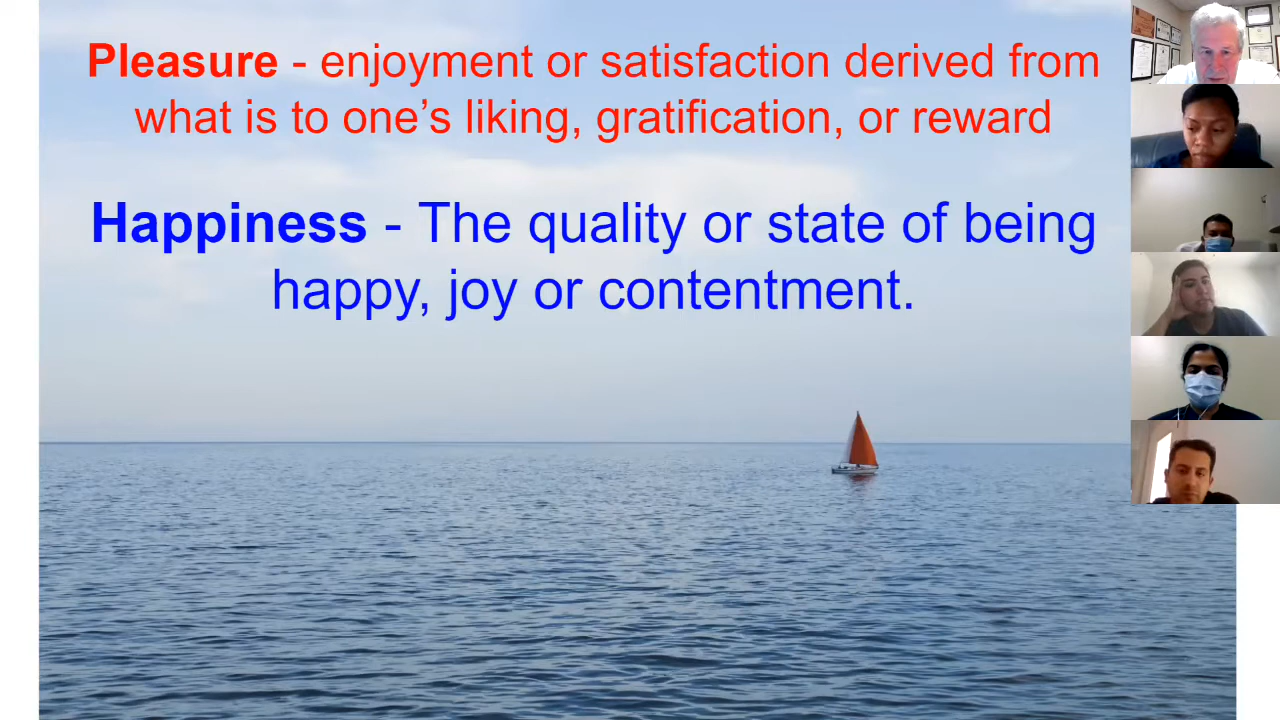 Pleasure - enjoyment or satisfaction derived from
what is to one’s liking, gratification, or reward
Happiness - The quality or state of being
happy, joy or contentment.